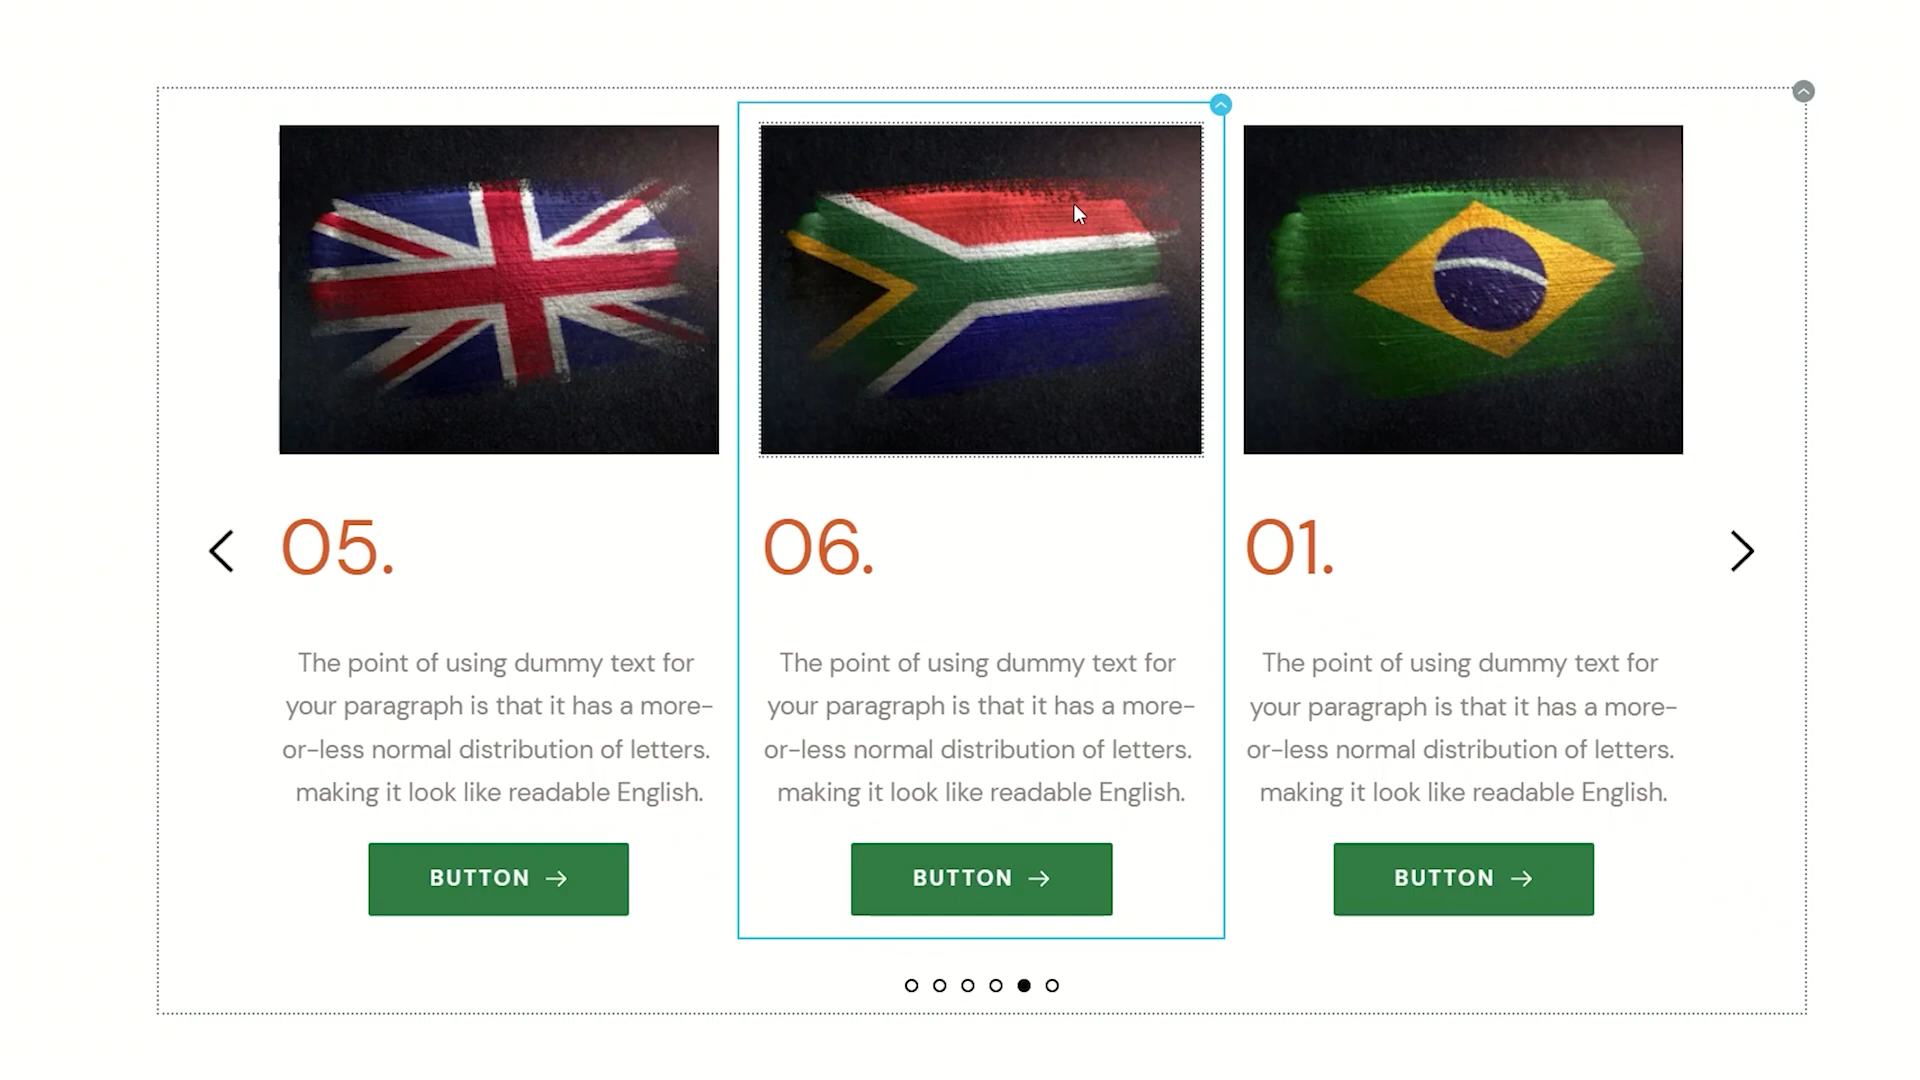 05.
The point of using dummy text for
your paragraph is that it has a more-
or-less normal distribution of letters.
making it look like readable English.
BUTTON →
06.
The point of using dummy text for
your paragraph is that it has a more-
or-less normal distribution of letters.
making it look like readable English.
BUTTON →
01.
The point of using dummy text for
your paragraph is that it has a more-
or-less normal distribution of letters.
making it look like readable English.
BUTTON →